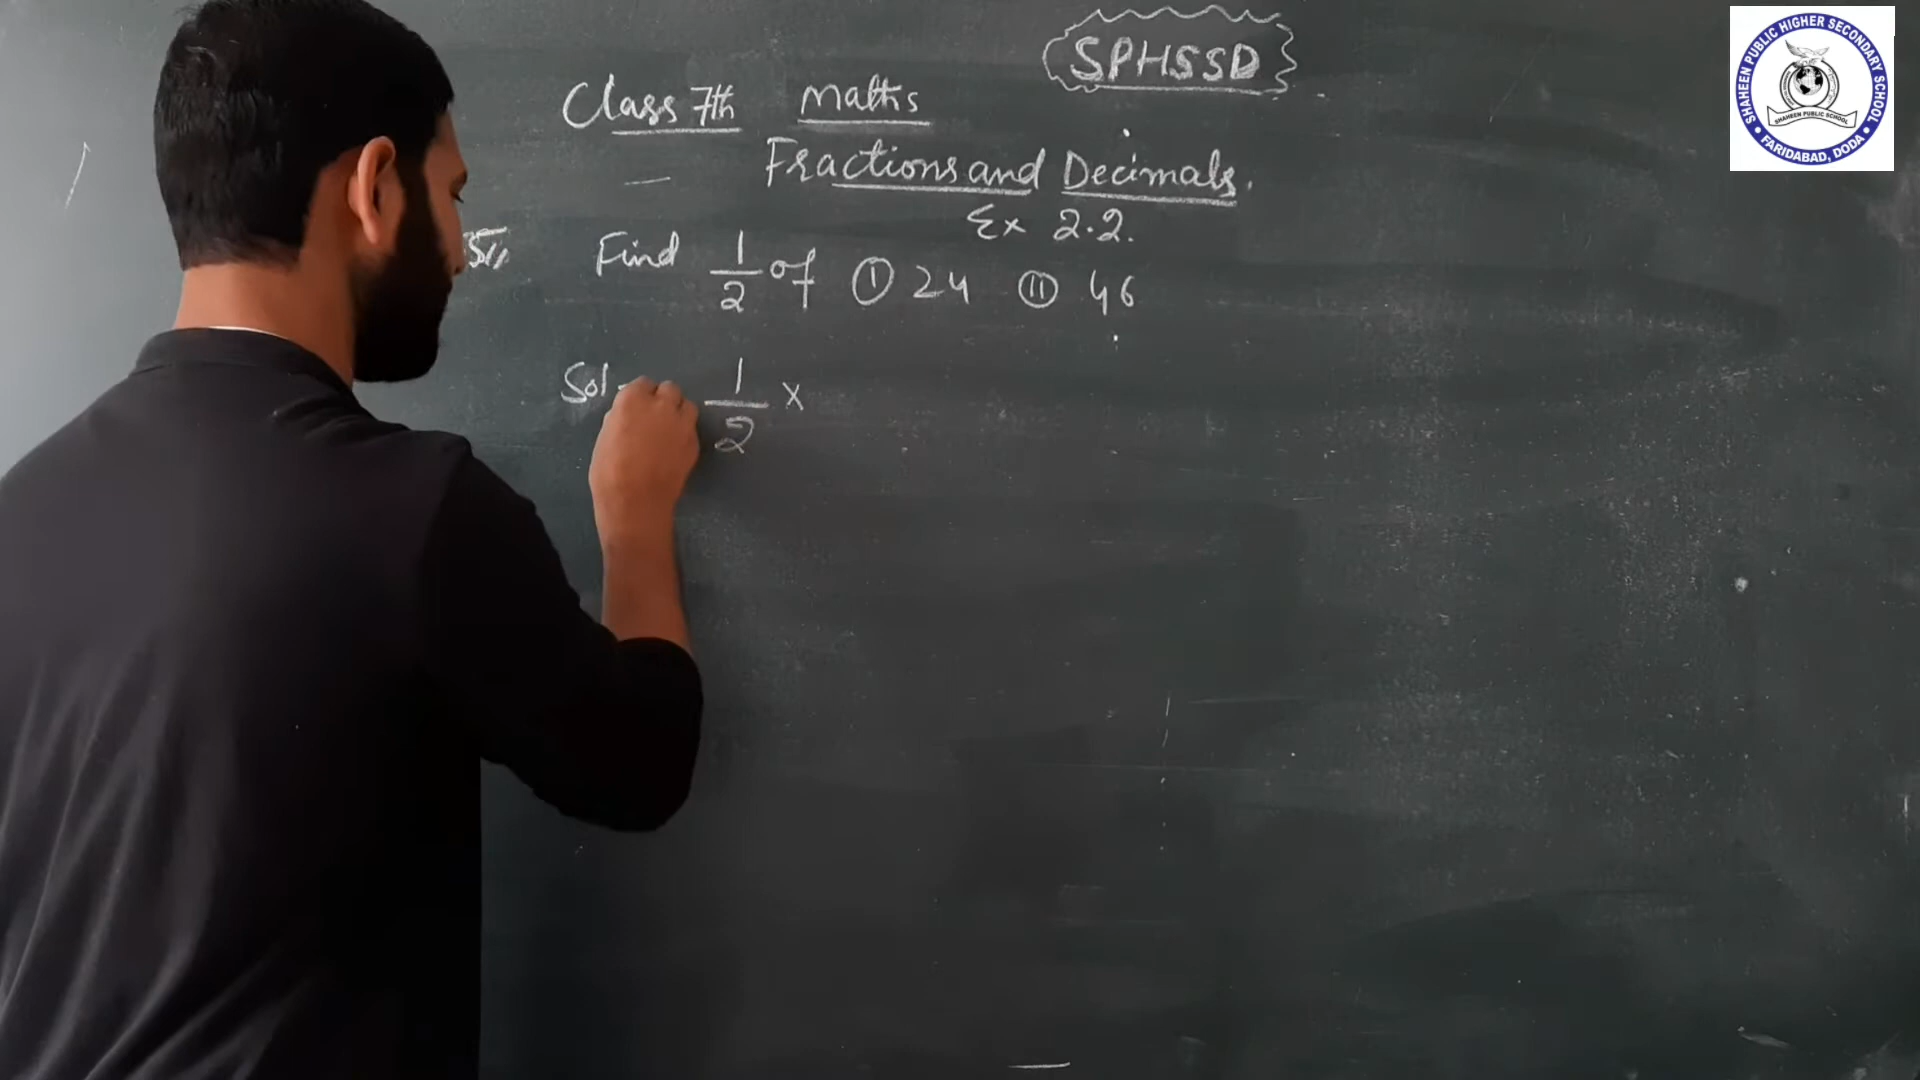 SPHSSD
Class 7th Maths
Fractions and Decimals.
Ex 2.2.
5 Find 1/2 of (I) 24 (II) 46
Sol 1/2 ×
SHAHEEN PUBLIC HIGHER SECONDARY SCHOOL
SHAHEEN PUBLIC SCHOOL
FARIDABAD, DODA